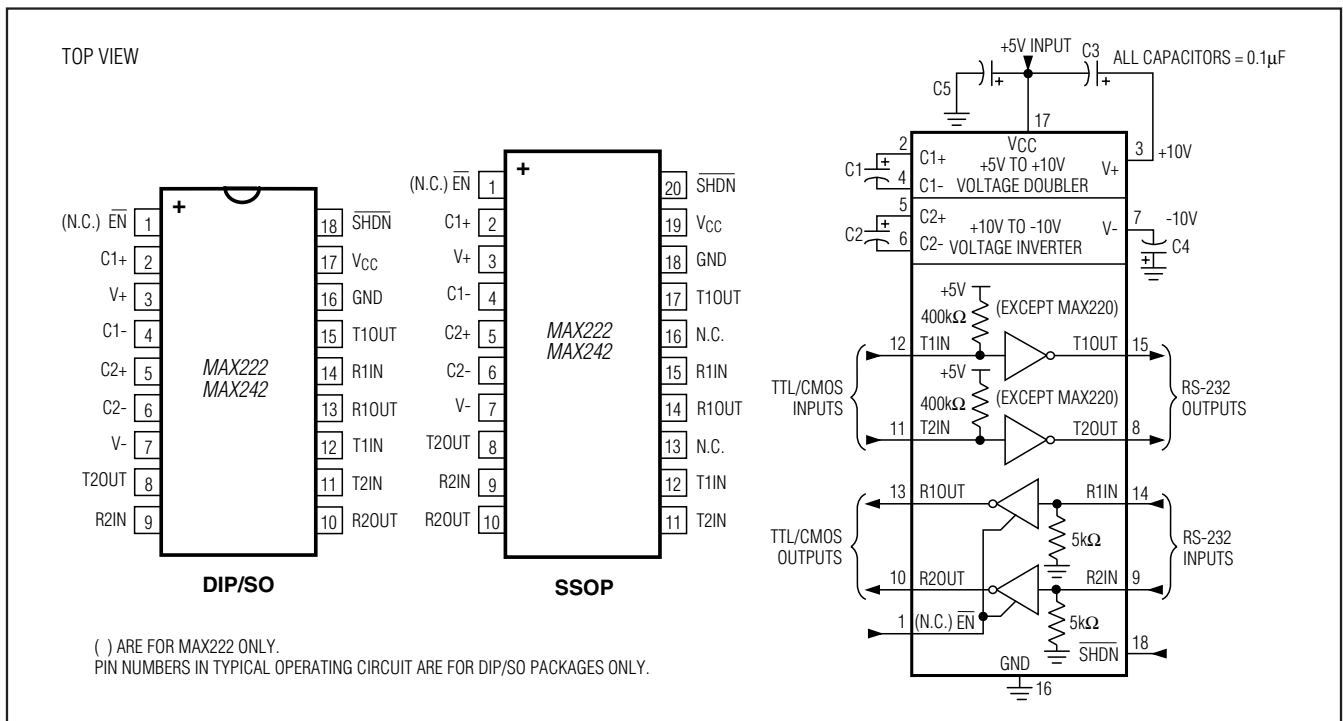 TOP VIEW
+
(N.C.) EN 1
C1+ 2
V+ 3
C1- 4
C2+ 5
C2- 6
V- 7
T2OUT 8
R2IN 9
18 SHDN
17 VCC
16 GND
15 T1OUT
14 R1IN
13 R1OUT
12 T1IN
11 T2IN
10 R2OUT
MAX222
MAX242
DIP/SO
+
(N.C.) EN 1
C1+ 2
V+ 3
C1- 4
C2+ 5
C2- 6
V- 7
T2OUT 8
R2IN 9
R2OUT 10
20 SHDN
19 VCC
18 GND
17 T1OUT
16 N.C.
15 R1IN
14 R1OUT
13 N.C.
12 T1IN
11 T2IN
MAX222
MAX242
SSOP
( ) ARE FOR MAX222 ONLY.
PIN NUMBERS IN TYPICAL OPERATING CIRCUIT ARE FOR DIP/SO PACKAGES ONLY.
+5V INPUT
C3
ALL CAPACITORS = 0.1µF
C5
+
+
17
VCC
2 C1+
+5V TO +10V
V+ 3 +10V
C1 +
4 C1-
VOLTAGE DOUBLER
5 C2+
+10V TO -10V
V- 7 -10V
C2 +
6 C2-
VOLTAGE INVERTER
C4
+
+5V
400kΩ
(EXCEPT MAX220)
12 T1IN
T1OUT 15
+5V
400kΩ
(EXCEPT MAX220)
TTL/CMOS
INPUTS
RS-232
OUTPUTS
11 T2IN
T2OUT 8
13 R1OUT
R1IN 14
5kΩ
TTL/CMOS
OUTPUTS
RS-232
INPUTS
10 R2OUT
R2IN 9
5kΩ
1 (N.C.) EN
SHDN 18
GND
16